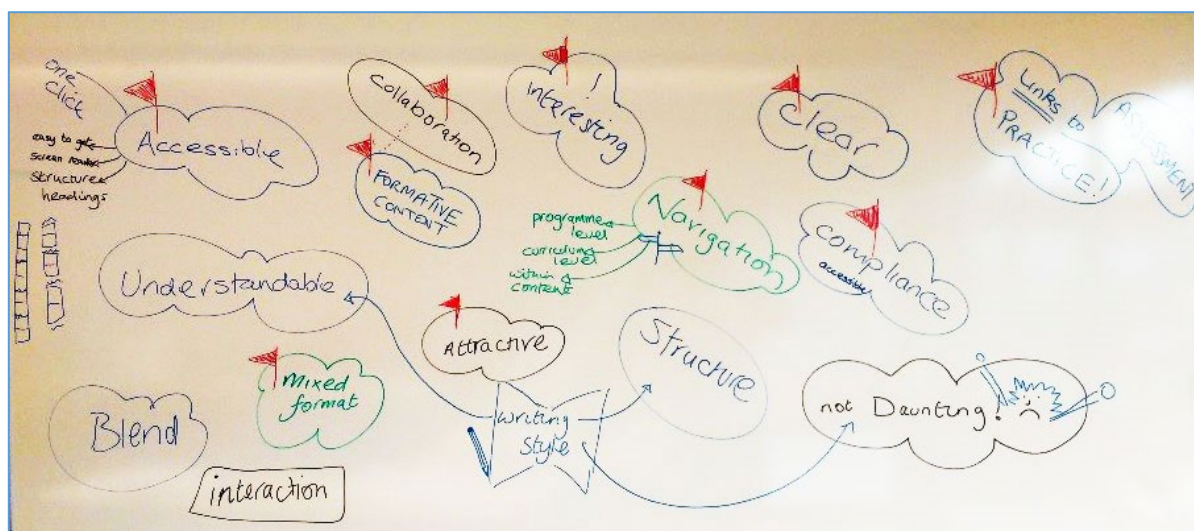 one
click
Accessible
easy to get
screen reader
structure
headings
Collaboration
FORMATIVE
CONTENT
!
interesting
clear
Links to
PRACTICE!
ASSESSMENT
Navigation
programme
level
curriculum
level
within
content
compliance
accessible
Understandable
Attractive
Structure
mixed
format
Blend
writing
style
not Daunting!
interaction